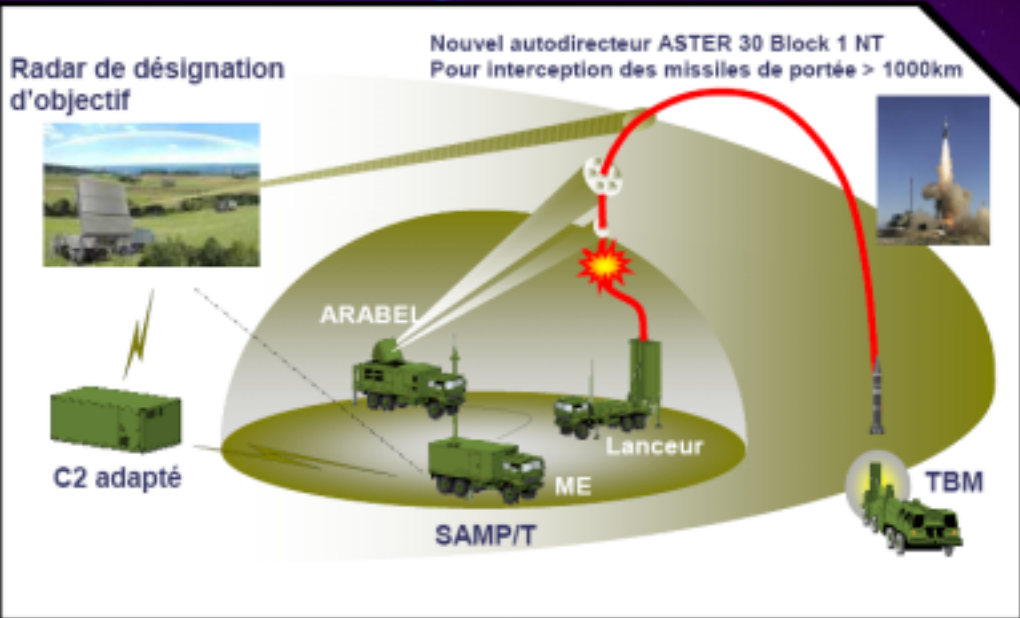 Nouvel autodirecteur ASTER 30 Block 1 NT
Pour interception des missiles de portée > 1000km
Radar de désignation
d'objectif
ARABEL
Lanceur
C2 adapté
ME
TBM
SAMP/T